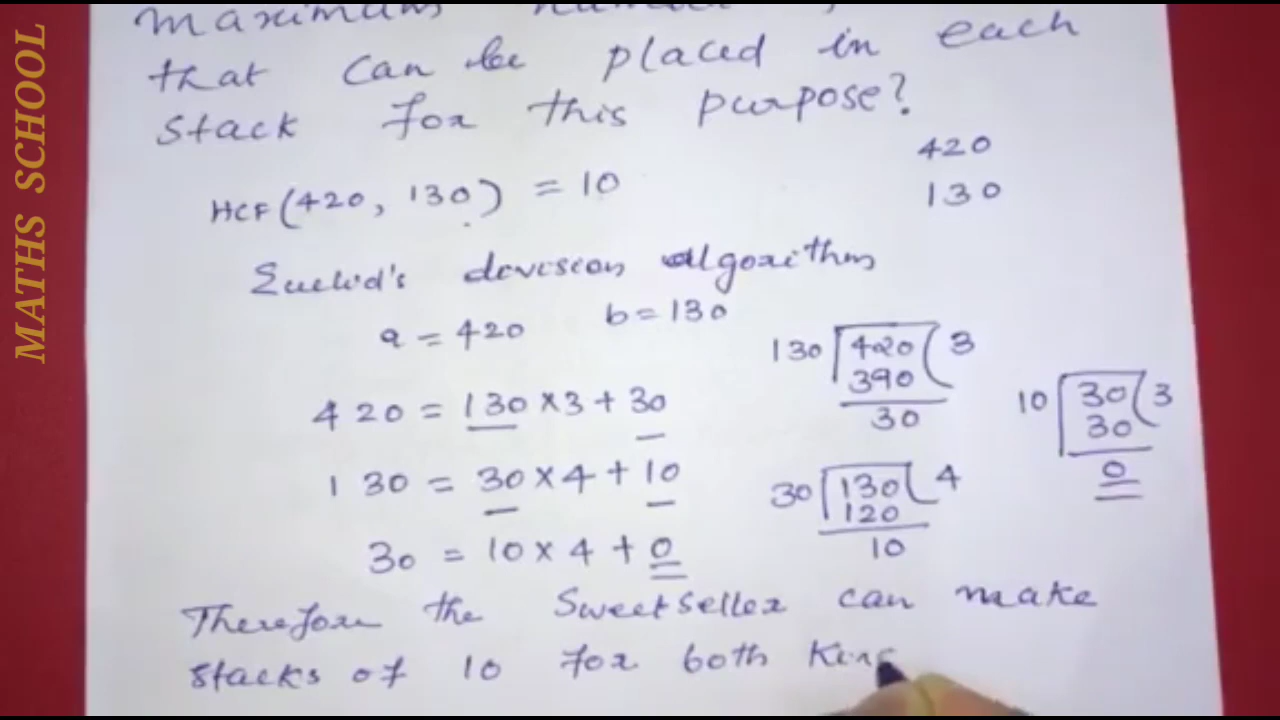 MATHS SCHOOL
maximum
that can be placed in each
stack for this purpose?
420
130
HCF(420, 130) = 10
Euclid's devision algorithm
a = 420 b = 130
420 = 130 × 3 + 30
130 = 30 × 4 + 10
30 = 10 × 4 + 0
130 420 3
390
30
30 130 4
120
10
10 30 3
30
0
Therefore the Sweetseller can make
stacks of 10 for both